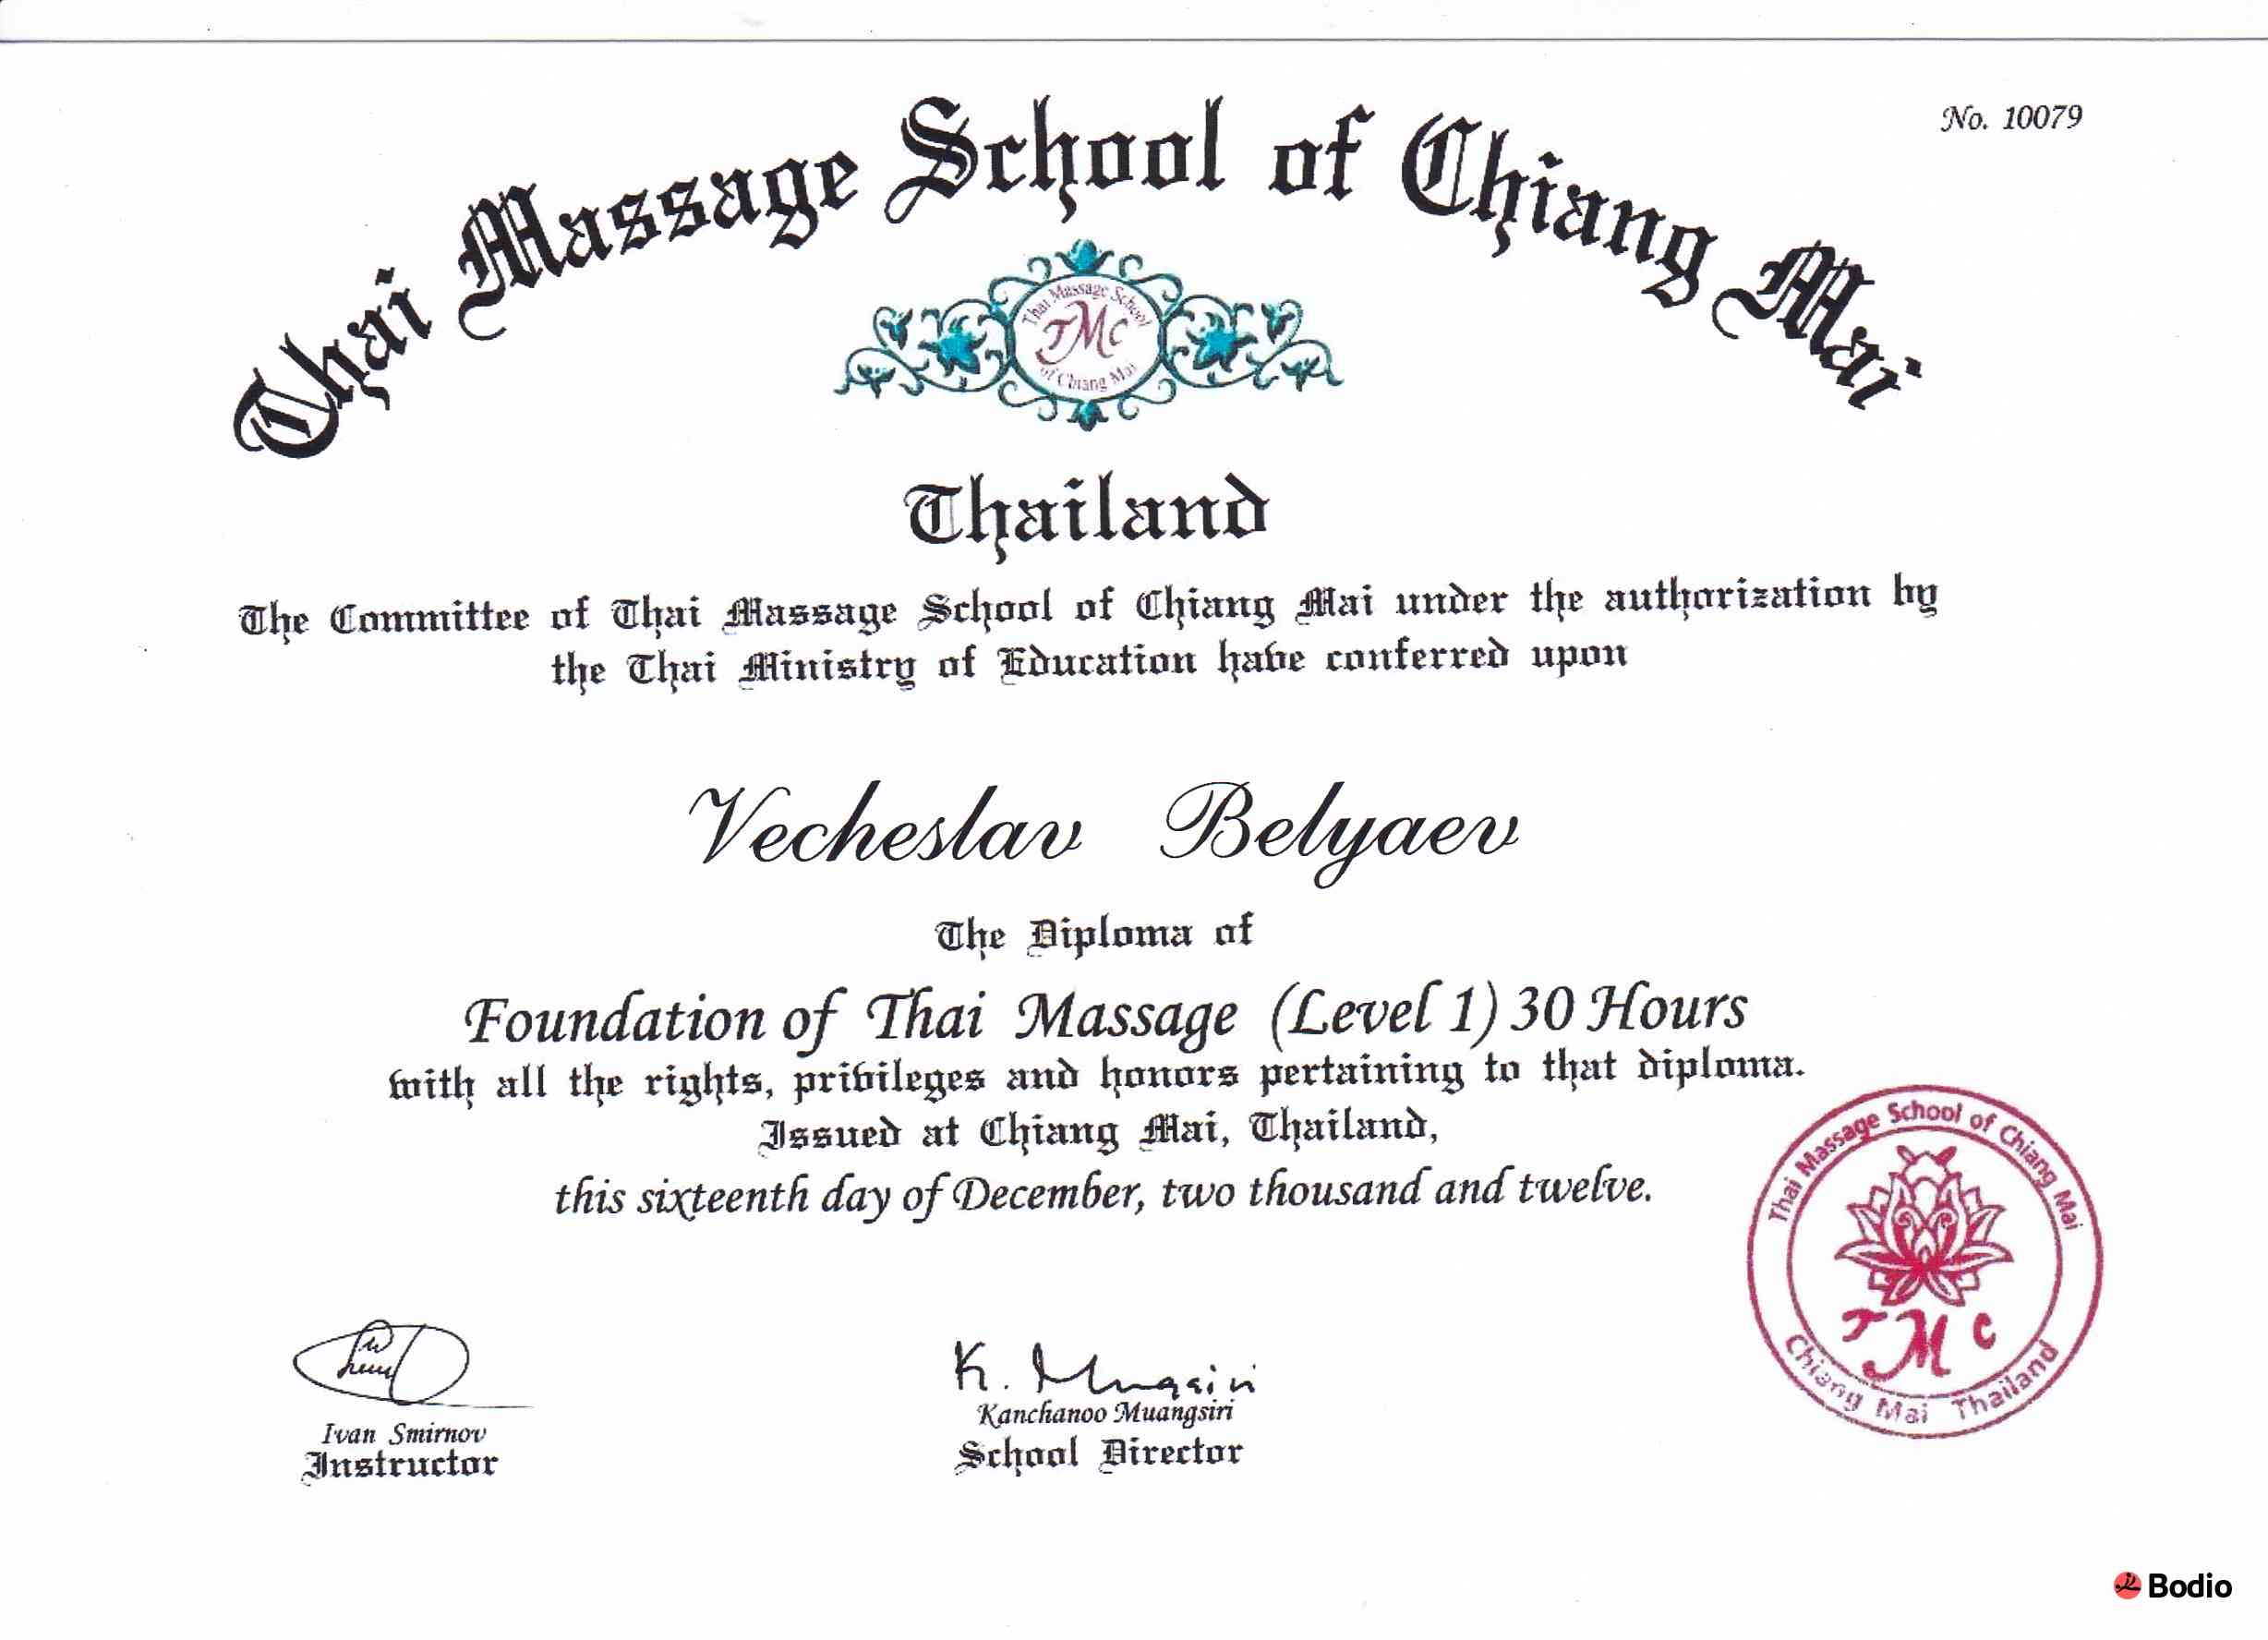 No. 10079
Thai Massage School of Chiang Mai
Thai Massage School
TMC
of Chiang Mai
Thailand
The Committee of Thai Massage School of Chiang Mai under the authorization by
the Thai Ministry of Education have conferred upon
Vecheslav Belyaev
The Diploma of
Foundation of Thai Massage (Level 1) 30 Hours
with all the rights, privileges and honors pertaining to that diploma.
Issued at Chiang Mai, Thailand,
this sixteenth day of December, two thousand and twelve.
Thai Massage School of Chiang Mai
TMC
Chiang Mai Thailand
K. Muangsiri
Ivan Smirnov
Instructor
Kanchanoo Muangsiri
School Director
Bodio